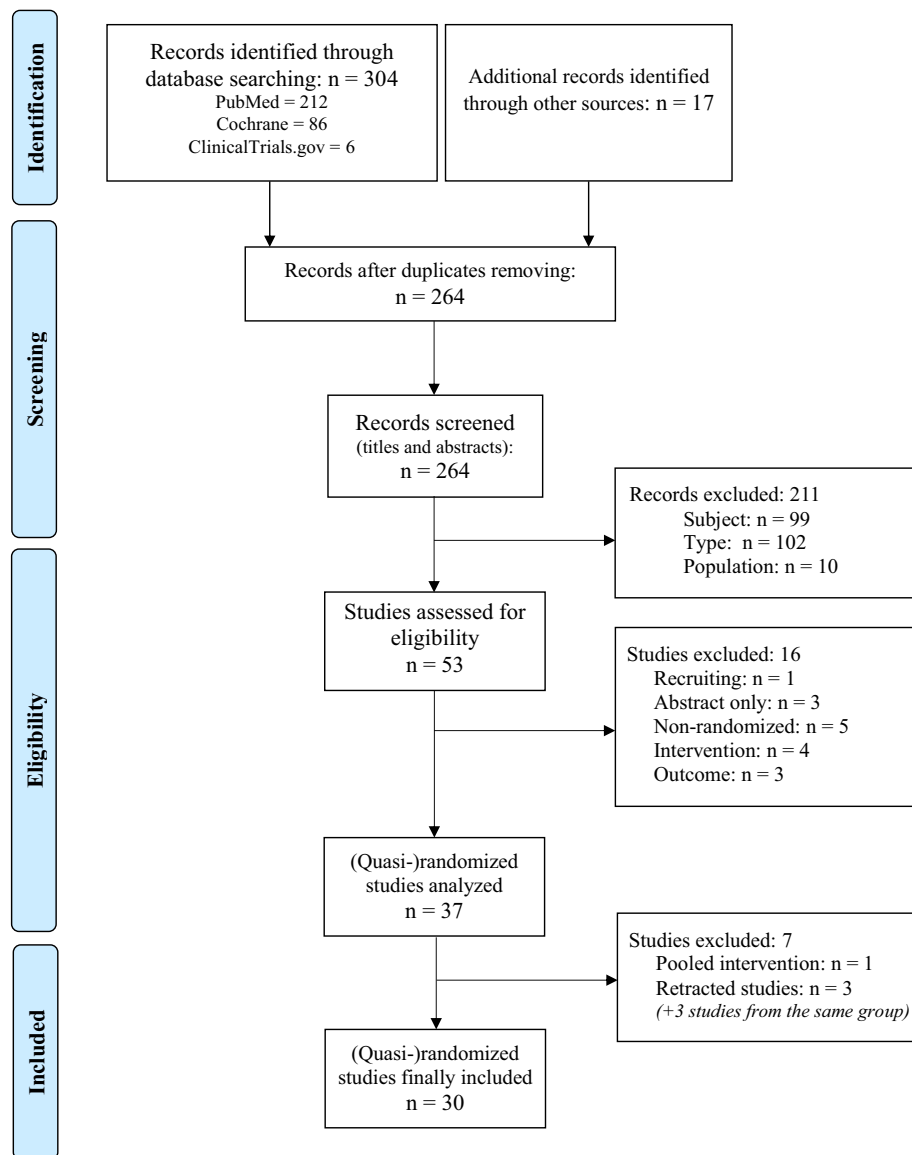 Identification
Records identified through
database searching: n = 304
PubMed = 212
Cochrane = 86
ClinicalTrials.gov = 6
Additional records identified
through other sources: n = 17
Screening
Records after duplicates removing:
n = 264
Records screened
(titles and abstracts):
n = 264
Records excluded: 211
Subject: n = 99
Type: n = 102
Population: n = 10
Eligibility
Studies assessed for
eligibility
n = 53
Studies excluded: 16
Recruiting: n = 1
Abstract only: n = 3
Non-randomized: n = 5
Intervention: n = 4
Outcome: n = 3
(Quasi-)randomized
studies analyzed
n = 37
Included
Studies excluded: 7
Pooled intervention: n = 1
Retracted studies: n = 3
(+3 studies from the same group)
(Quasi-)randomized
studies finally included
n = 30